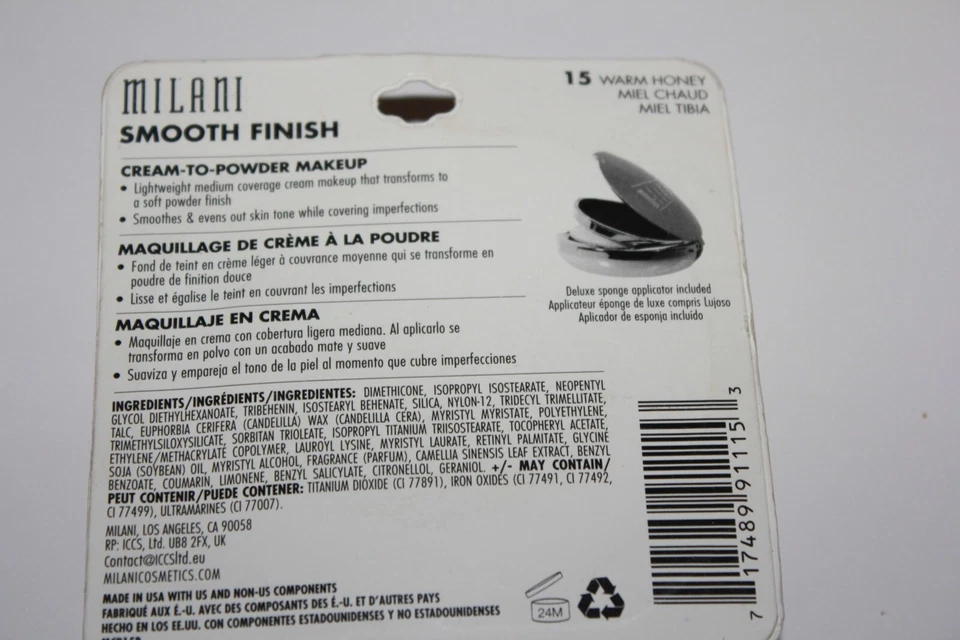 MILANI
SMOOTH FINISH
15 WARM HONEY
MIEL CHAUD
MIEL TIBIA
CREAM-TO-POWDER MAKEUP
• Lightweight medium coverage cream makeup that transforms to
a soft powder finish
• Smoothes & evens out skin tone while covering imperfections
MAQUILLAGE DE CRÈME À LA POUDRE
• Fond de teint en crème léger à couvrance moyenne qui se transforme en
poudre de finition douce
• Lisse et égalise le teint en couvrant les imperfections
MAQUILLAJE EN CREMA
• Maquillaje en crema con cobertura ligera mediana. Al aplicarlo se
transforma en polvo con un acabado mate y suave
• Suaviza y empareja el tono de la piel al momento que cubre imperfecciones
Deluxe sponge applicator included
Applicateur éponge de luxe compris Lujoso
Aplicador de esponja incluido
INGREDIENTS/INGRÉDIENTS/INGREDIENTES: DIMETHICONE, ISOPROPYL ISOSTEARATE, NEOPENTYL
GLYCOL DIETHYLHEXANOATE, TRIBEHENIN, ISOSTEARYL BEHENATE, SILICA, NYLON-12, TRIDECYL TRIMELLITATE,
TALC, EUPHORBIA CERIFERA (CANDELILLA) WAX (CANDELILLA CERA), MYRISTYL MYRISTATE, POLYETHYLENE,
TRIMETHYLSILOXYSILICATE, SORBITAN TRIOLEATE, ISOPROPYL TITANIUM TRIISOSTEARATE, TOCOPHERYL ACETATE,
ETHYLENE/METHACRYLATE COPOLYMER, LAUROYL LYSINE, MYRISTYL LAURATE, RETINYL PALMITATE, GLYCINE
SOJA (SOYBEAN) OIL, MYRISTYL ALCOHOL, FRAGRANCE (PARFUM), CAMELLIA SINENSIS LEAF EXTRACT, BENZYL
BENZOATE, COUMARIN, LIMONENE, BENZYL SALICYLATE, CITRONELLOL, GERANIOL. +/- MAY CONTAIN/
PEUT CONTENIR/PUEDE CONTENER: TITANIUM DIOXIDE (CI 77891), IRON OXIDES (CI 77491, CI 77492,
CI 77499), ULTRAMARINES (CI 77007).
MILANI, LOS ANGELES, CA 90058
RP: ICCS, Ltd. UB8 2FX, UK
Contact@ICCSltd.eu
MILANICOSMETICS.COM
MADE IN USA WITH US AND NON-US COMPONENTS
FABRIQUÉ AUX É.-U. AVEC DES COMPOSANTS DES É.-U. ET D'AUTRES PAYS
HECHO EN LOS EE.UU. CON COMPONENTES ESTADOUNIDENSES Y NO ESTADOUNIDENSES
24M
7 17489 91115 3